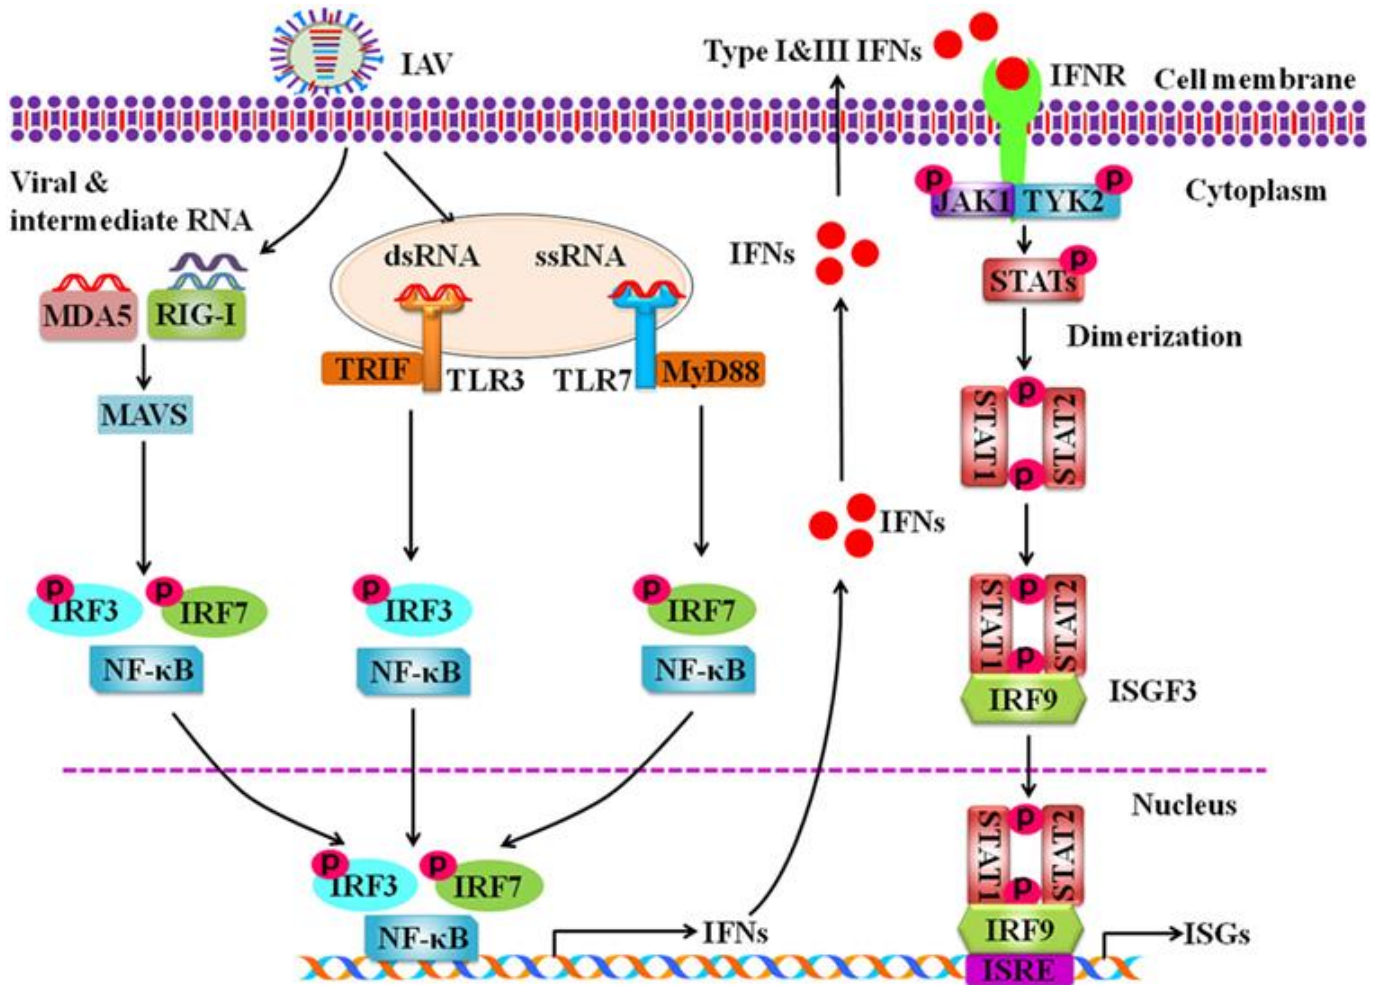 IAV
Type I&III IFNs
IFNR
Cell membrane
Viral &
intermediate RNA
Cytoplasm
P
P
JAK1
TYK2
dsRNA
ssRNA
IFNs
P
STATs
MDA5
RIG-I
Dimerization
TRIF
TLR3
TLR7
MyD88
MAVS
P
STAT1
STAT2
P
IFNs
P
IRF3
P
IRF7
P
IRF3
P
IRF7
P
STAT1
STAT2
P
NF-κB
NF-κB
NF-κB
IRF9
ISGF3
Nucleus
P
STAT1
STAT2
P
P
IRF3
P
IRF7
NF-κB
IFNs
IRF9
ISGs
ISRE